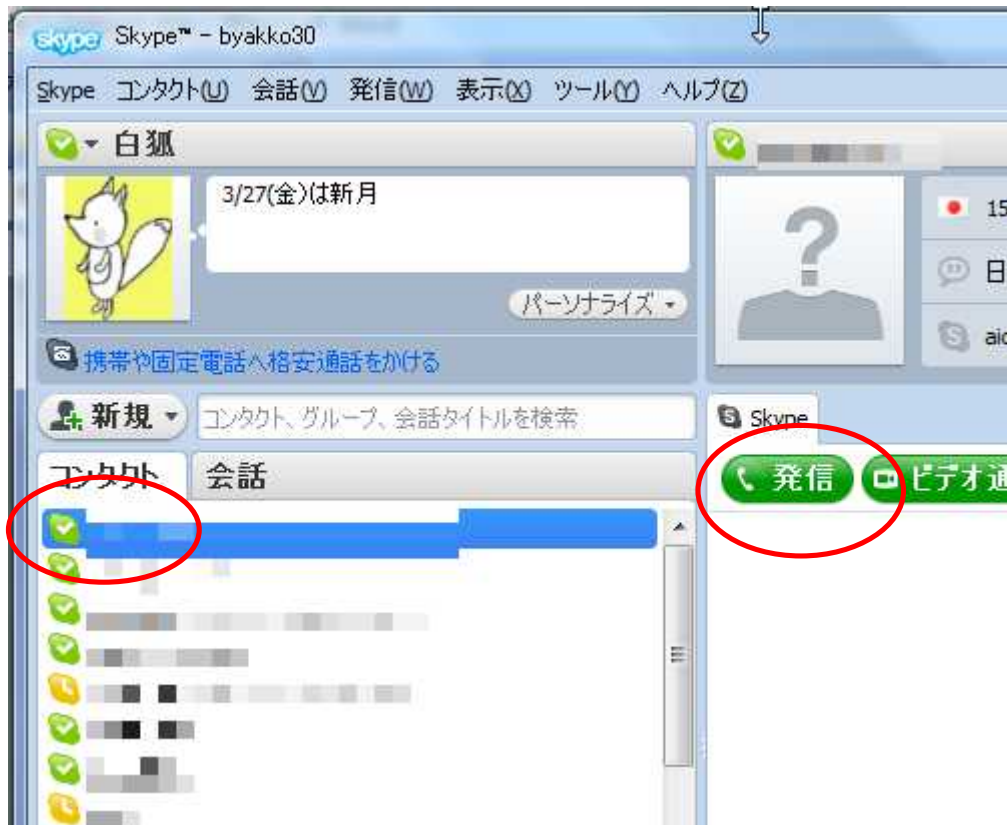 skype Skype™ – byakko30
Skype コンタクト(U) 会話(V) 発信(W) 表示(X) ツール(Y) ヘルプ(Z)
白狐
3/27(金)は新月
パーソナライズ
携帯や固定電話へ格安通話をかける
15
日
新規
コンタクト、グループ、会話タイトルを検索
Skype
コンタクト 会話
発信 ビデオ通